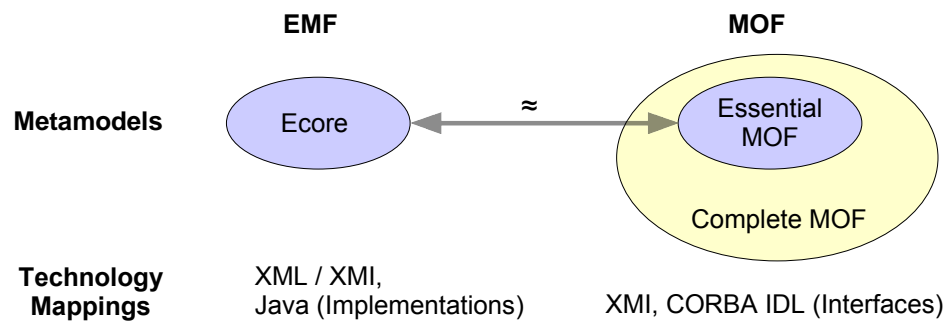 EMF
MOF
Metamodels
Ecore
≈
Essential
MOF
Complete MOF
Technology
Mappings
XML / XMI,
Java (Implementations)
XMI, CORBA IDL (Interfaces)